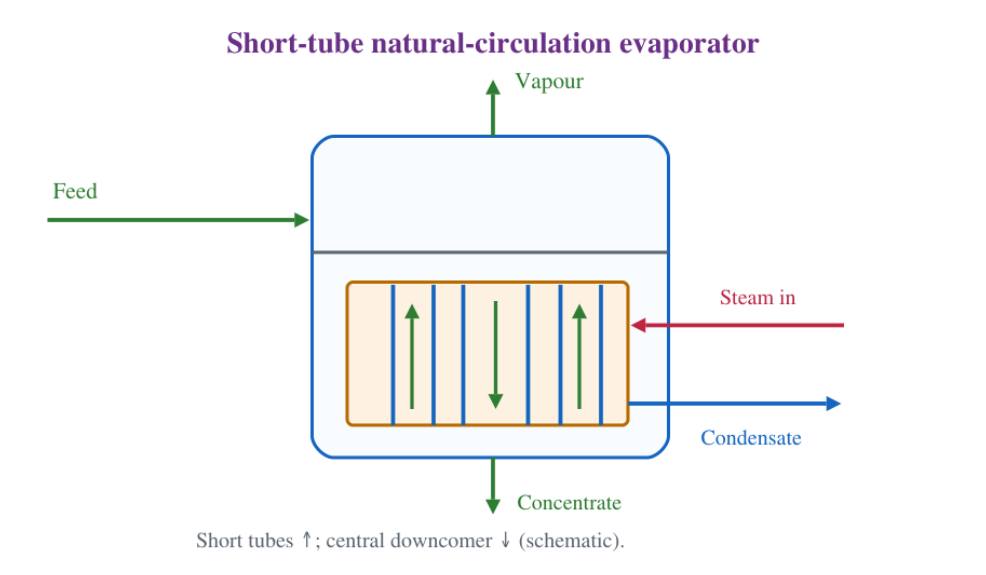 Short-tube natural-circulation evaporator
Vapour
Feed
Steam in
Condensate
Concentrate
Short tubes ↑; central downcomer ↓ (schematic).